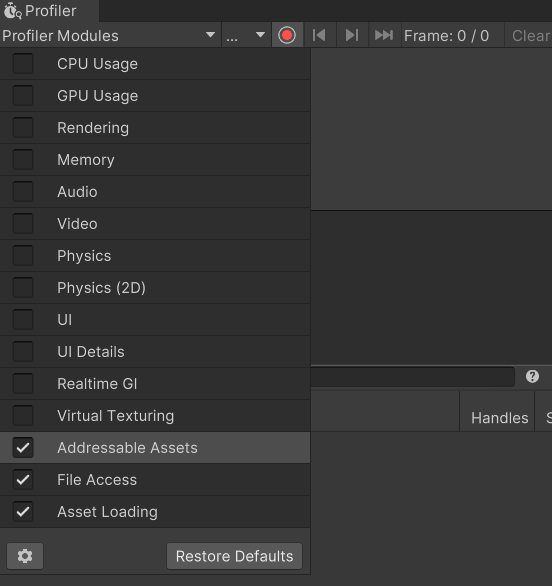 Profiler
Profiler Modules ... Frame: 0 / 0 Clear
CPU Usage
GPU Usage
Rendering
Memory
Audio
Video
Physics
Physics (2D)
UI
UI Details
Realtime GI
Virtual Texturing
Handles
Addressable Assets
File Access
Asset Loading
Restore Defaults